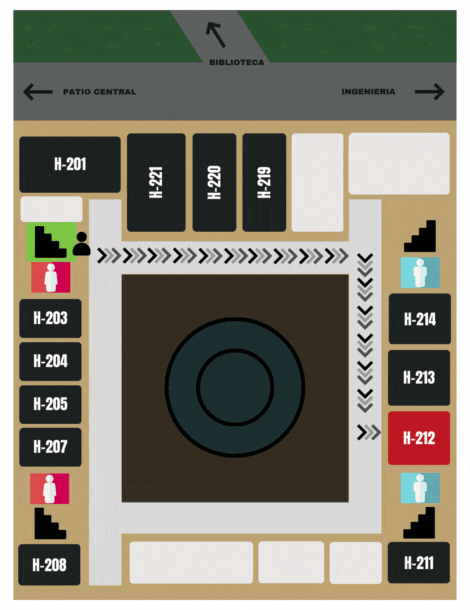 BIBLIOTECA
PATIO CENTRAL
INGENIERIA
H-201
H-221
H-220
H-219
H-203
H-204
H-205
H-207
H-208
H-214
H-213
H-212
H-211